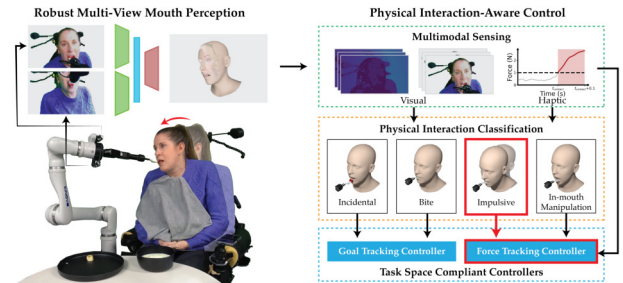 Robust Multi-View Mouth Perception
Physical Interaction-Aware Control
Multimodal Sensing
Force (N)
Time (s)
Visual
Haptic
Physical Interaction Classification
Incidental
Bite
Impulsive
In-mouth
Manipulation
Goal Tracking Controller
Force Tracking Controller
Task Space Compliant Controllers